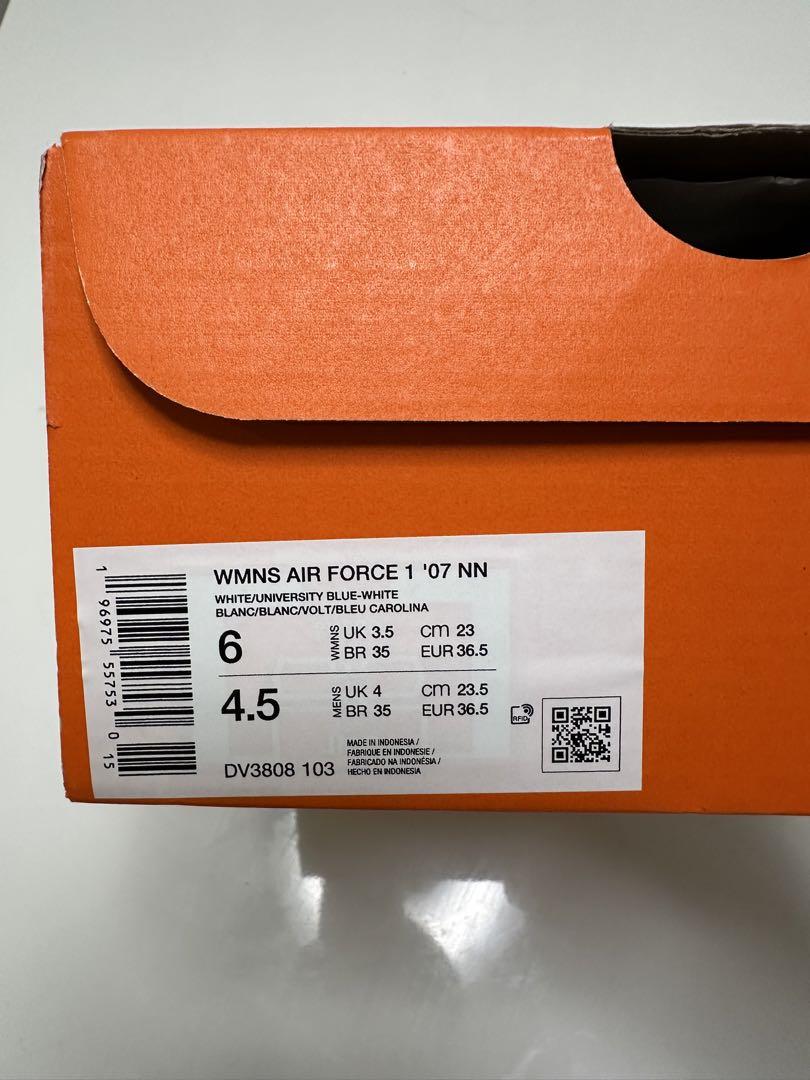 WMNS AIR FORCE 1 '07 NN
WHITE/UNIVERSITY BLUE-WHITE
BLANC/BLANC/VOLT/BLEU CAROLINA
6 WMNS UK 3.5 cm 23
BR 35 EUR 36.5
4.5 MENS UK 4 cm 23.5
BR 35 EUR 36.5
RFID
DV3808 103
MADE IN INDONESIA /
FABRIQUE EN INDONESIE /
FABRICADO NA INDONÉSIA /
HECHO EN INDONESIA
1 96975 55753 0 15